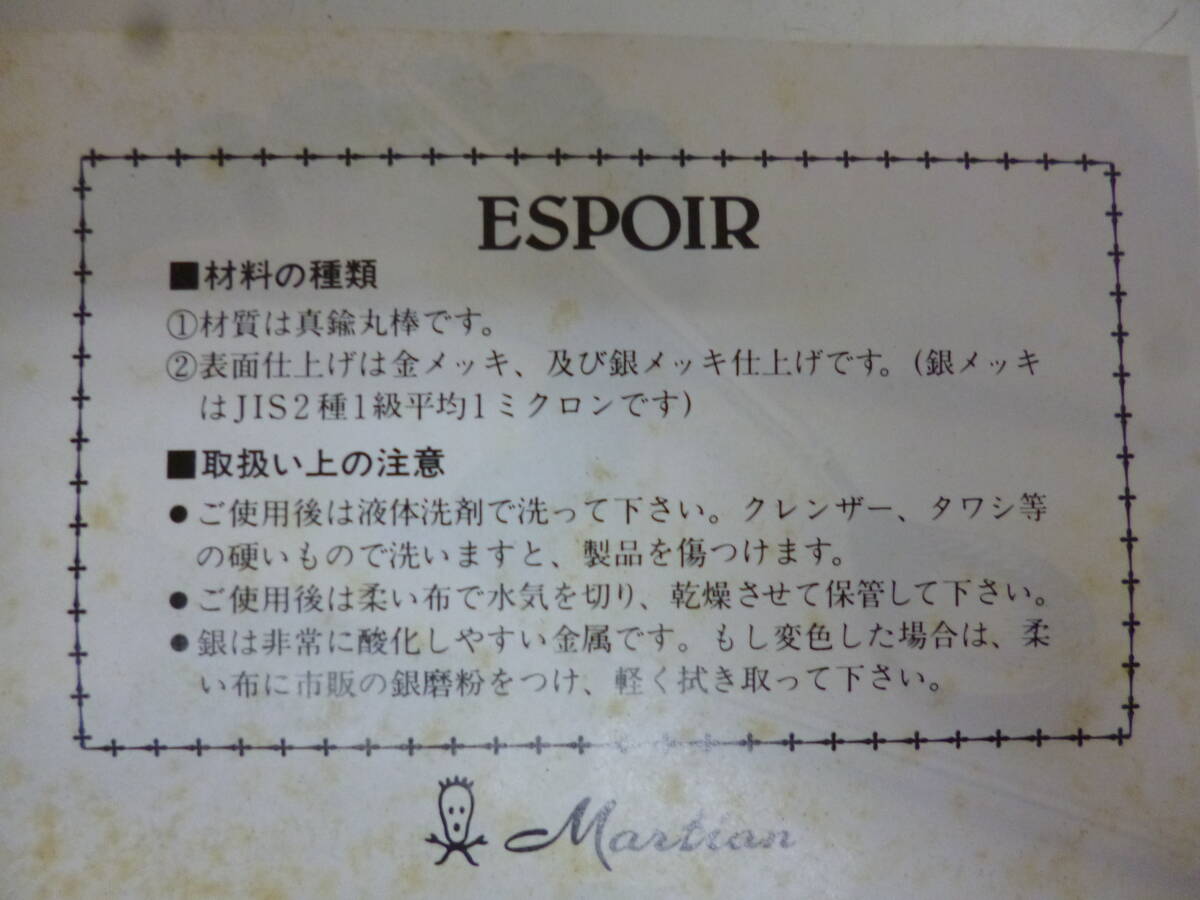 ESPOIR
■材料の種類
①材質は真鍮丸棒です。
②表面仕上げは金メッキ、及び銀メッキ仕上げです。(銀メッキ
はJIS2種1級平均1ミクロンです)
■取扱い上の注意
●ご使用後は液体洗剤で洗って下さい。クレンザー、タワシ等
の硬いもので洗いますと、製品を傷つけます。
●ご使用後は柔い布で水気を切り、乾燥させて保管して下さい。
●銀は非常に酸化しやすい金属です。もし変色した場合は、柔
い布に市販の銀磨粉をつけ、軽く拭き取って下さい。
Martian